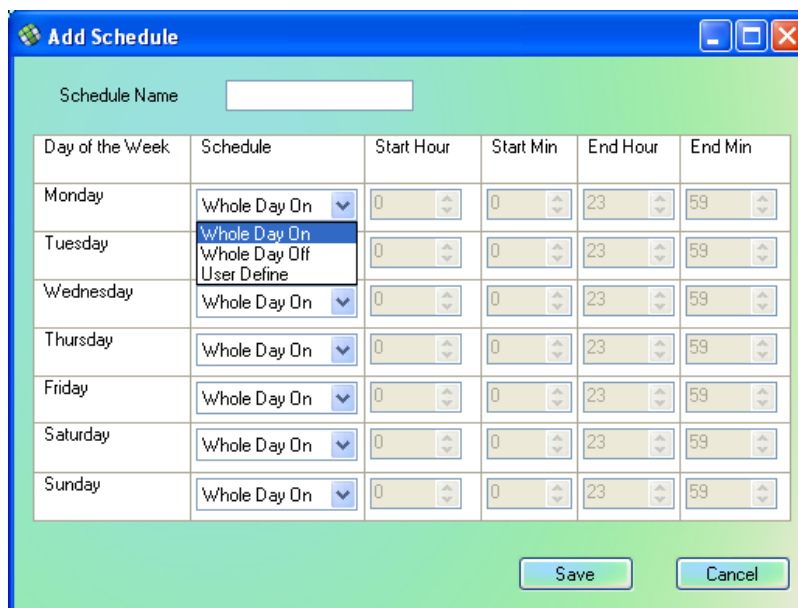 Add Schedule
Schedule Name
Day of the Week Schedule Start Hour Start Min End Hour End Min
Monday Whole Day On 0 0 23 59
Whole Day On
Tuesday Whole Day Off 0 0 23 59
User Define
Wednesday Whole Day On 0 0 23 59
Thursday Whole Day On 0 0 23 59
Friday Whole Day On 0 0 23 59
Saturday Whole Day On 0 0 23 59
Sunday Whole Day On 0 0 23 59
Save Cancel